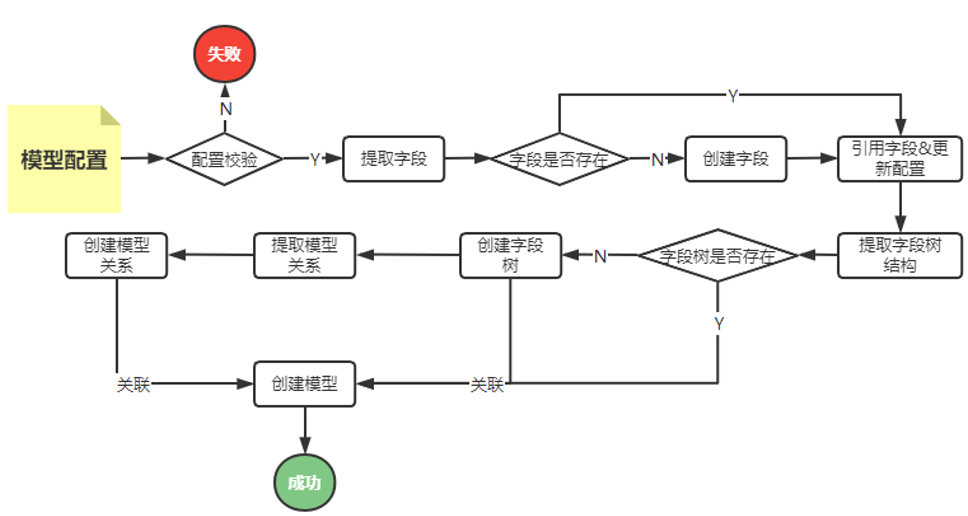 失败
N
Y
模型配置
配置校验
Y
提取字段
字段是否存在
N
创建字段
引用字段&更
新配置
创建模型
关系
提取模型
关系
创建字段
树
N
字段树是否存在
提取字段树
结构
Y
关联
创建模型
关联
成功